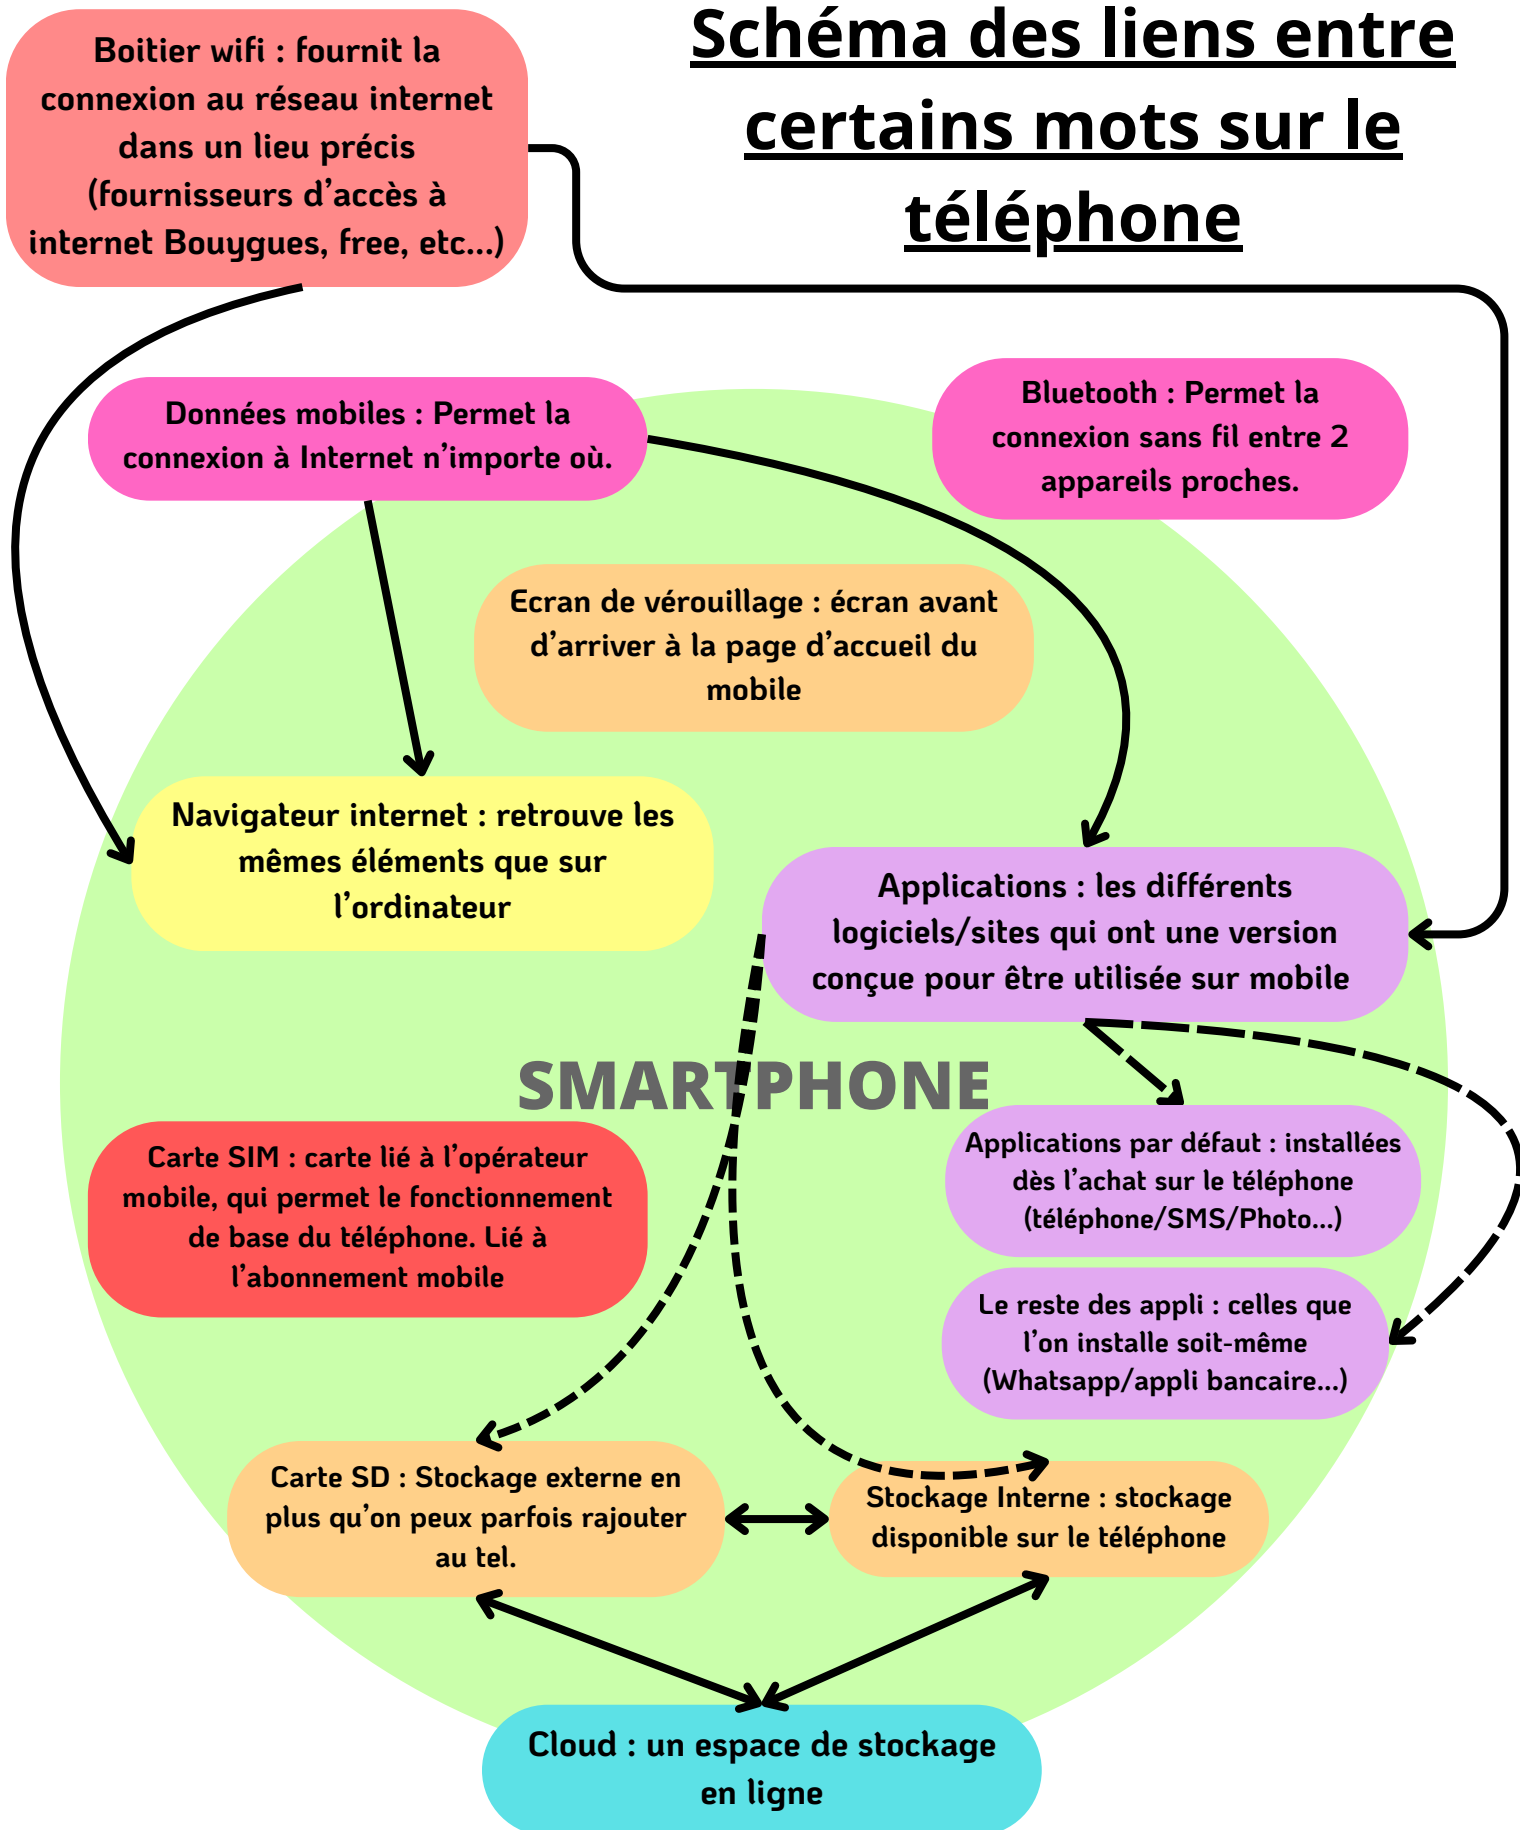 Schéma des liens entre
certains mots sur le
téléphone
Boitier wifi : fournit la
connexion au réseau internet
dans un lieu précis
(fournisseurs d'accès à
internet Bouygues, free, etc...)
Données mobiles : Permet la
connexion à Internet n'importe où.
Bluetooth : Permet la
connexion sans fil entre 2
appareils proches.
Ecran de vérouillage : écran avant
d'arriver à la page d'accueil du
mobile
Navigateur internet : retrouve les
mêmes éléments que sur
l'ordinateur
Applications : les différents
logiciels/sites qui ont une version
conçue pour être utilisée sur mobile
SMARTPHONE
Carte SIM : carte lié à l'opérateur
mobile, qui permet le fonctionnement
de base du téléphone. Lié à
l'abonnement mobile
Applications par défaut : installées
dès l'achat sur le téléphone
(téléphone/SMS/Photo...)
Le reste des appli : celles que
l'on installe soit-même
(Whatsapp/appli bancaire...)
Carte SD : Stockage externe en
plus qu'on peux parfois rajouter
au tel.
Stockage Interne : stockage
disponible sur le téléphone
Cloud : un espace de stockage
en ligne